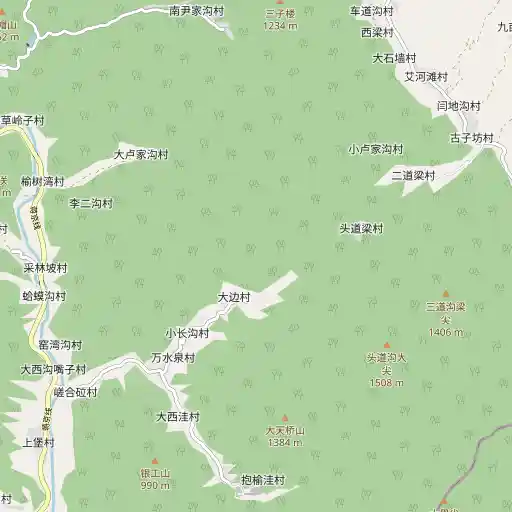 南尹家沟村
三子楼
1234 m
车道沟村
西梁村
大石墙村
艾河滩村
闫地沟村
古子坊村
草岭子村
大卢家沟村
小卢家沟村
二道梁村
榆树湾村
李二沟村
头道梁村
村
蒋京线
采林坡村
蛤蟆沟村
大边村
三道沟梁
尖
1406 m
小长沟村
窑湾沟村
万水泉村
头道沟大
尖
1508 m
大西沟嘴子村
嵯合砬村
大西洼村
上堡村
大天桥山
1384 m
银工山
990 m
抱榆洼村
村